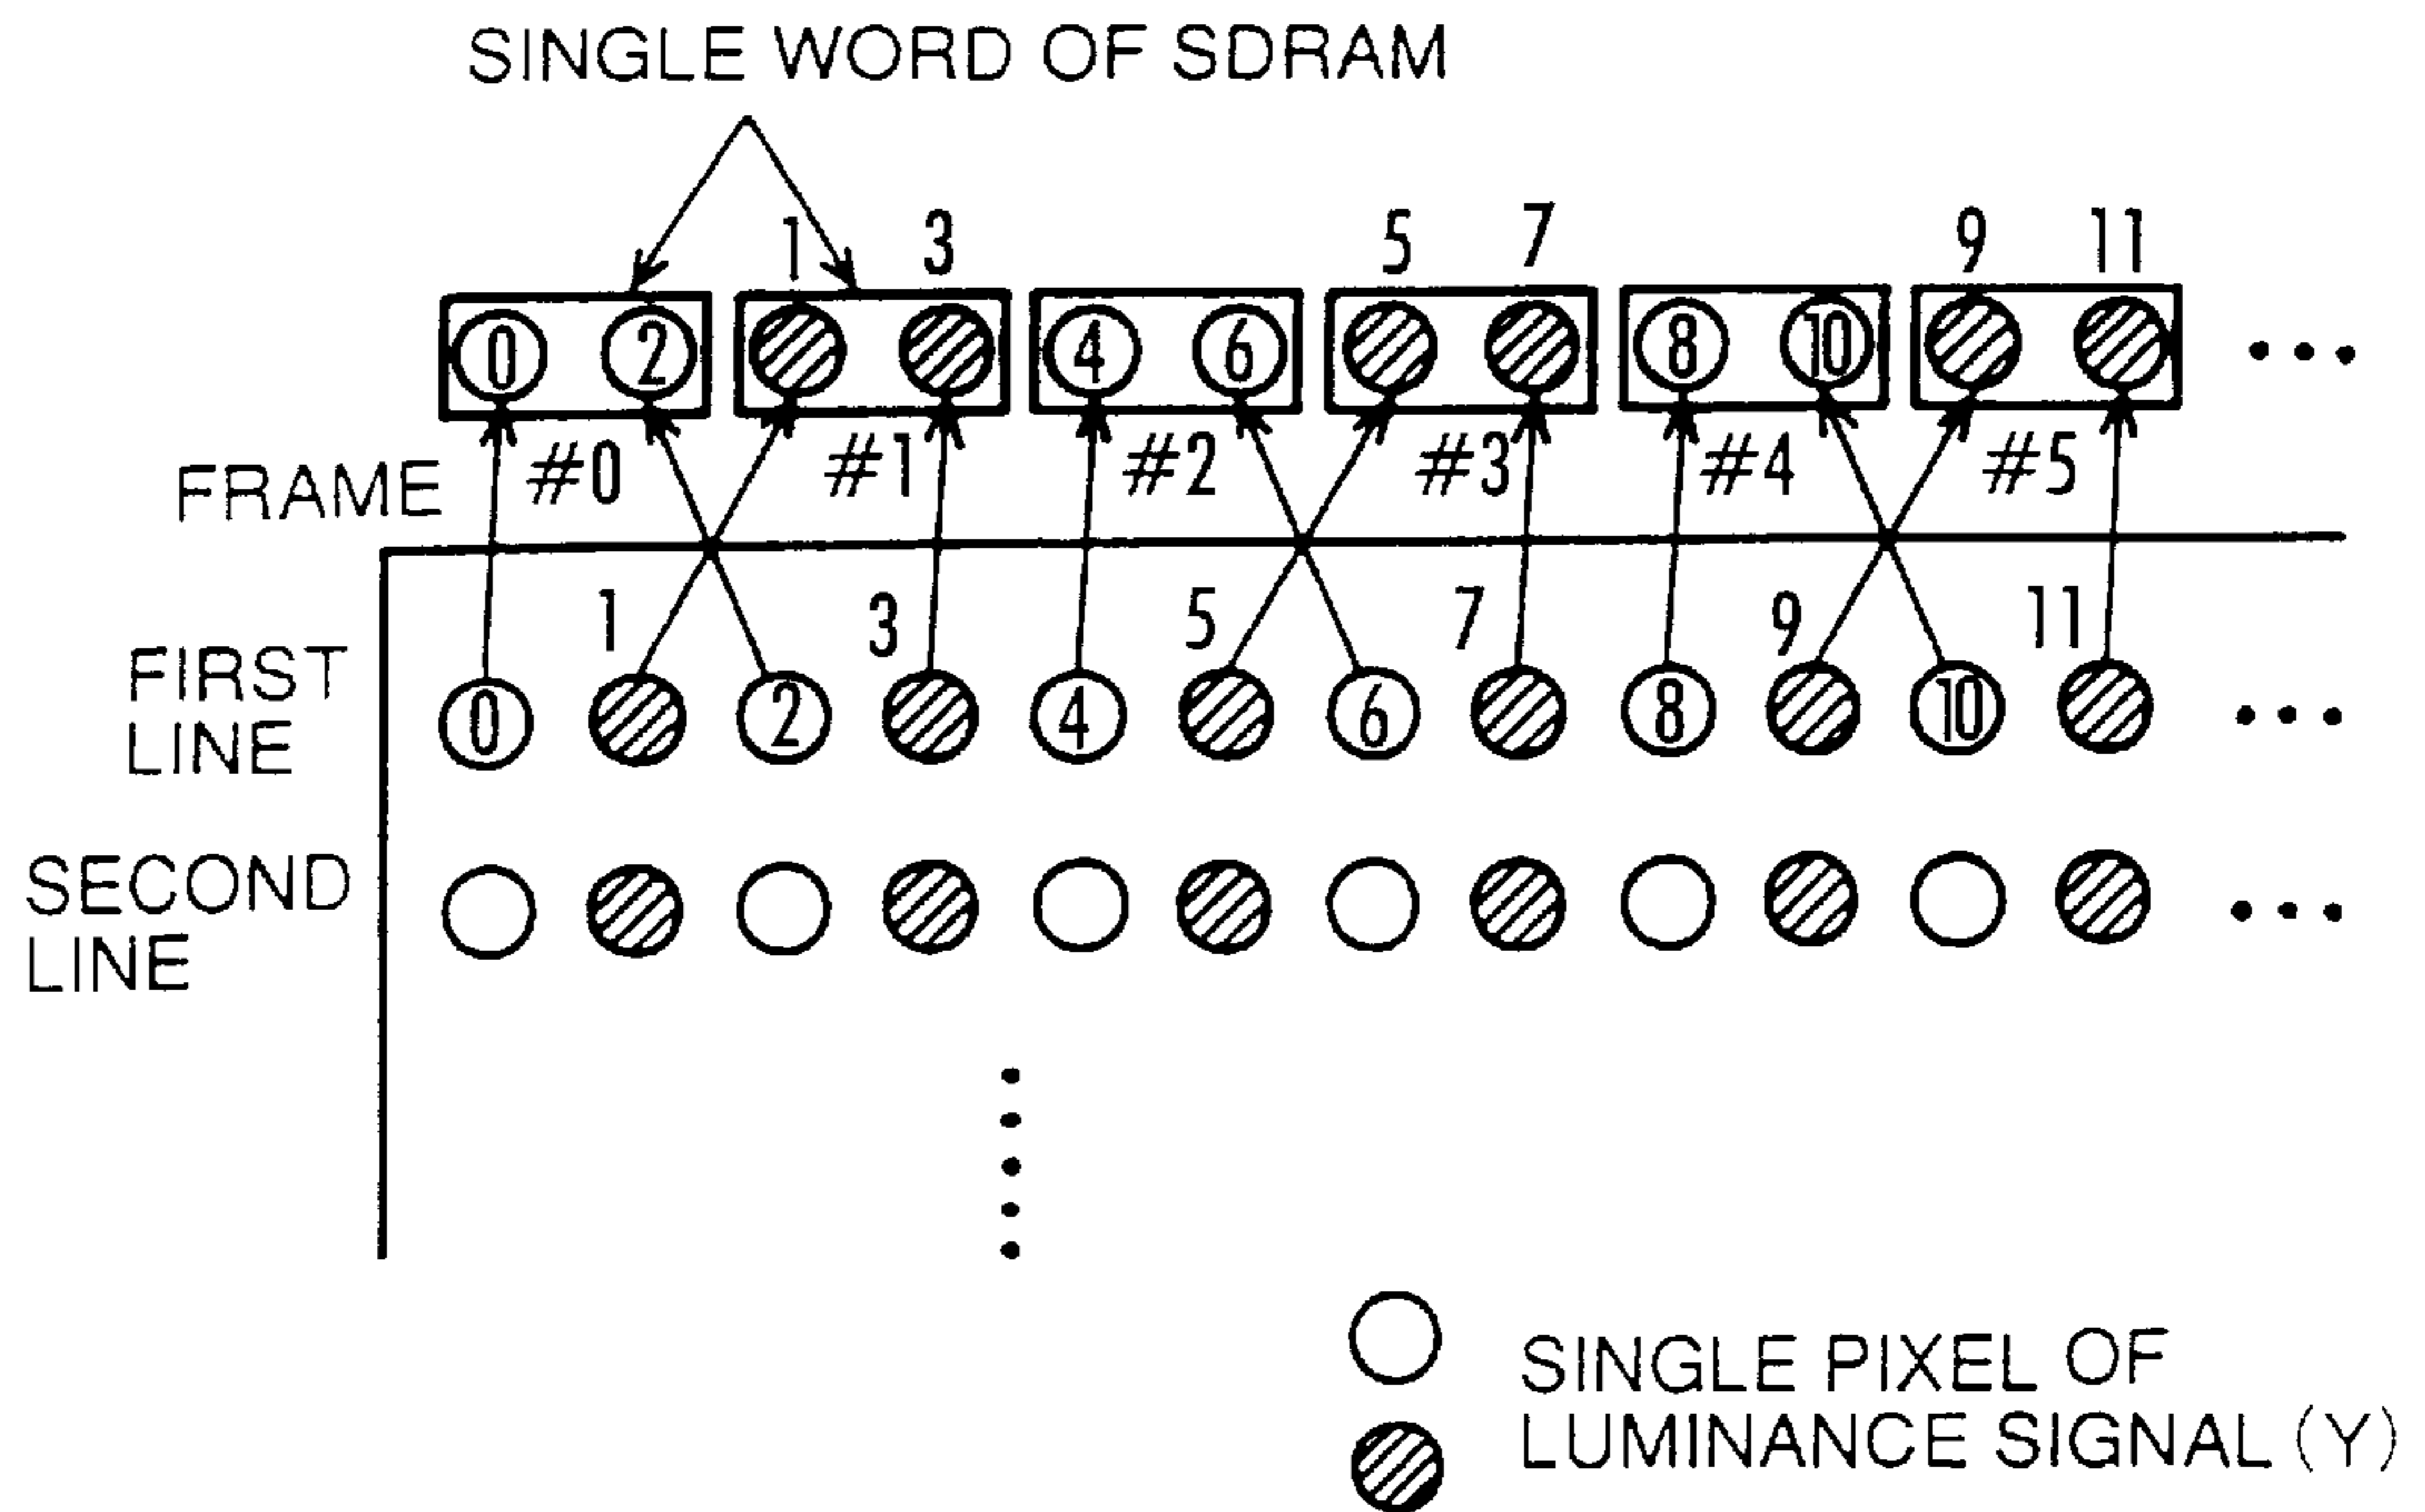 SINGLE WORD OF SDRAM
1 3 5 7 9 11
0 2 4 6 8 10
#0 #1 #2 #3 #4 #5
FRAME
1 3 5 7 9 11
FIRST
LINE
0 2 4 6 8 10
SECOND
LINE
SINGLE PIXEL OF
LUMINANCE SIGNAL (Y)